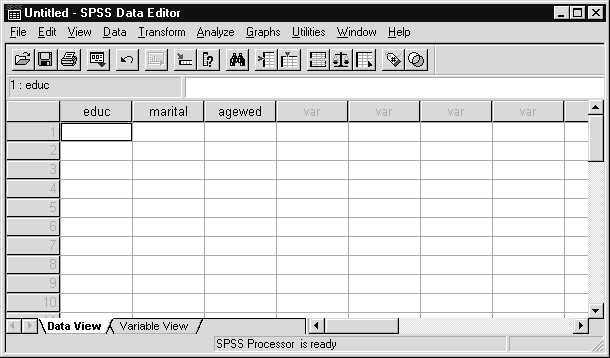 Untitled - SPSS Data Editor
File Edit View Data Transform Analyze Graphs Utilities Window Help
1 : educ
educ marital agewed var var var var
1
2
3
4
5
6
7
8
9
10
Data View Variable View
SPSS Processor is ready